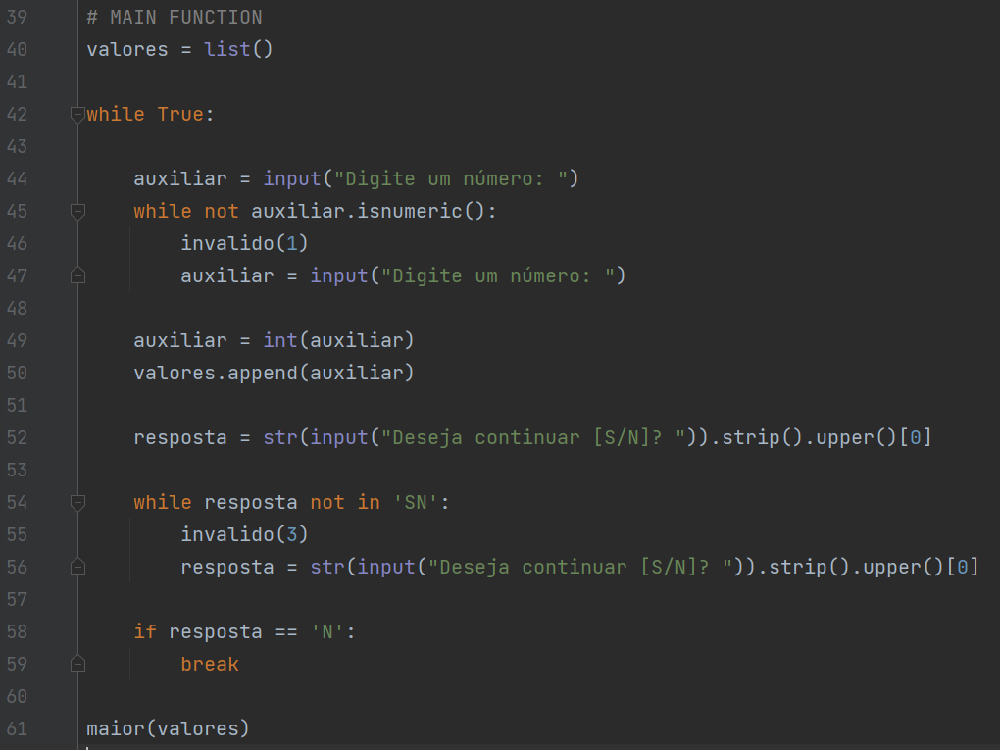 39 # MAIN FUNCTION
40 valores = list()
41
42 while True:
43
44     auxiliar = input("Digite um número: ")
45     while not auxiliar.isnumeric():
46         invalido(1)
47         auxiliar = input("Digite um número: ")
48
49     auxiliar = int(auxiliar)
50     valores.append(auxiliar)
51
52     resposta = str(input("Deseja continuar [S/N]? ")).strip().upper()[0]
53
54     while resposta not in 'SN':
55         invalido(3)
56         resposta = str(input("Deseja continuar [S/N]? ")).strip().upper()[0]
57
58     if resposta == 'N':
59         break
60
61 maior(valores)